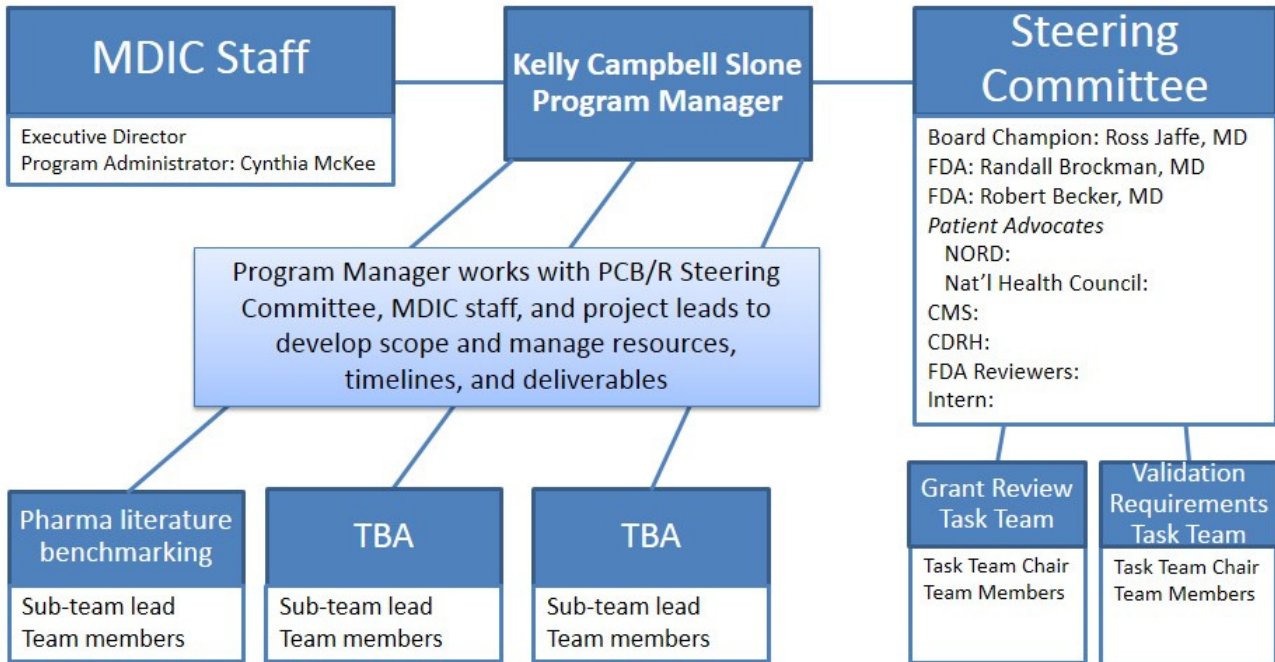 MDIC Staff
Executive Director
Program Administrator: Cynthia McKee
Kelly Campbell Slone
Program Manager
Steering
Committee
Board Champion: Ross Jaffe, MD
FDA: Randall Brockman, MD
FDA: Robert Becker, MD
Patient Advocates
NORD:
Nat’l Health Council:
CMS:
CDRH:
FDA Reviewers:
Intern:
Program Manager works with PCB/R Steering
Committee, MDIC staff, and project leads to
develop scope and manage resources,
timelines, and deliverables
Pharma literature
benchmarking
Sub-team lead
Team members
TBA
Sub-team lead
Team members
TBA
Sub-team lead
Team members
Grant Review
Task Team
Task Team Chair
Team Members
Validation
Requirements
Task Team
Task Team Chair
Team Members